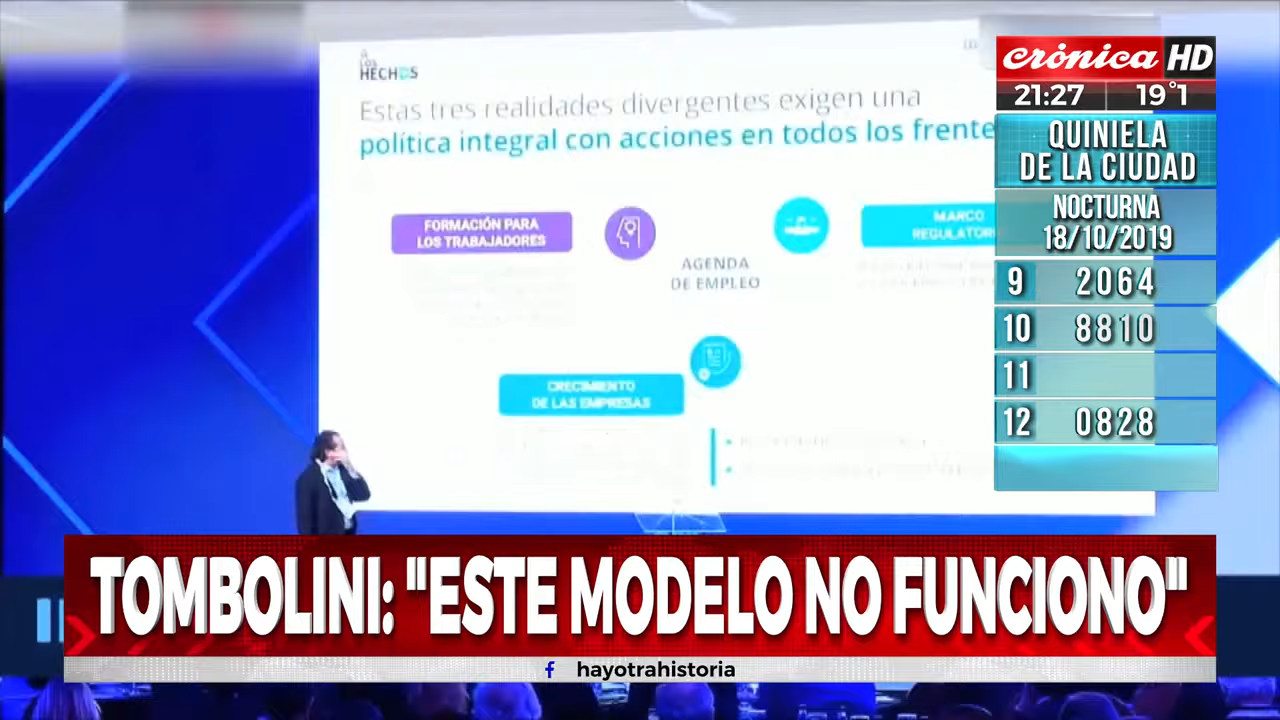 A
LOS
HECHOS
Estas tres realidades divergentes exigen una
política integral con acciones en todos los frente
FORMACIÓN PARA
LOS TRABAJADORES
MARCO
REGULATOR
AGENDA
DE EMPLEO
CRECIMIENTO
DE LAS EMPRESAS
crónica HD
21:27 19°1
QUINIELA
DE LA CIUDAD
NOCTURNA
18/10/2019
9 2064
10 8810
11
12 0828
TOMBOLINI: "ESTE MODELO NO FUNCIONO"
f hayotrahistoria